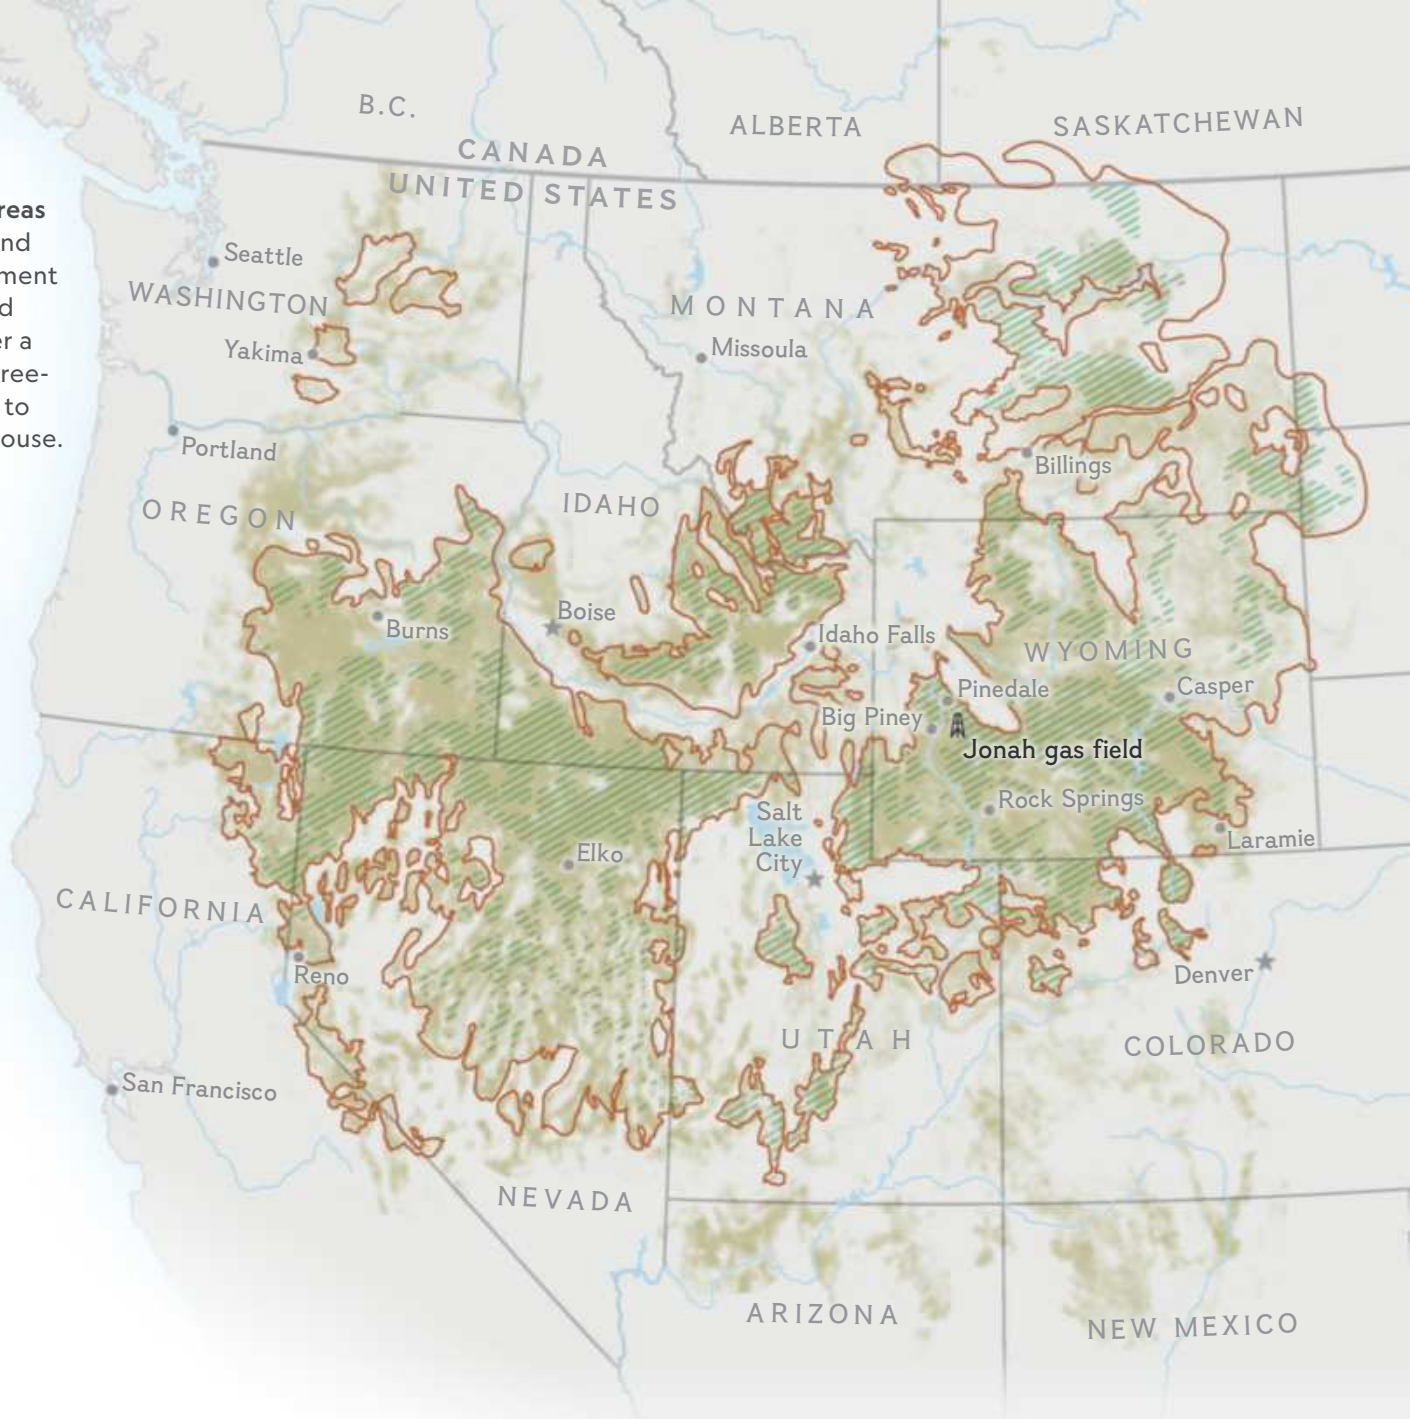 B.C.
ALBERTA
SASKATCHEWAN
CANADA
UNITED STATES
reas
nd
ment
d
er a
ree-
to
ouse.
Seattle
WASHINGTON
Yakima
MONTANA
Missoula
Portland
Billings
OREGON
IDAHO
Boise
Burns
Idaho Falls
WYOMING
Pinedale
Casper
Big Piney
Jonah gas field
Rock Springs
Salt
Lake
City
Laramie
Elko
CALIFORNIA
Reno
Denver
UTAH
COLORADO
San Francisco
NEVADA
ARIZONA
NEW MEXICO